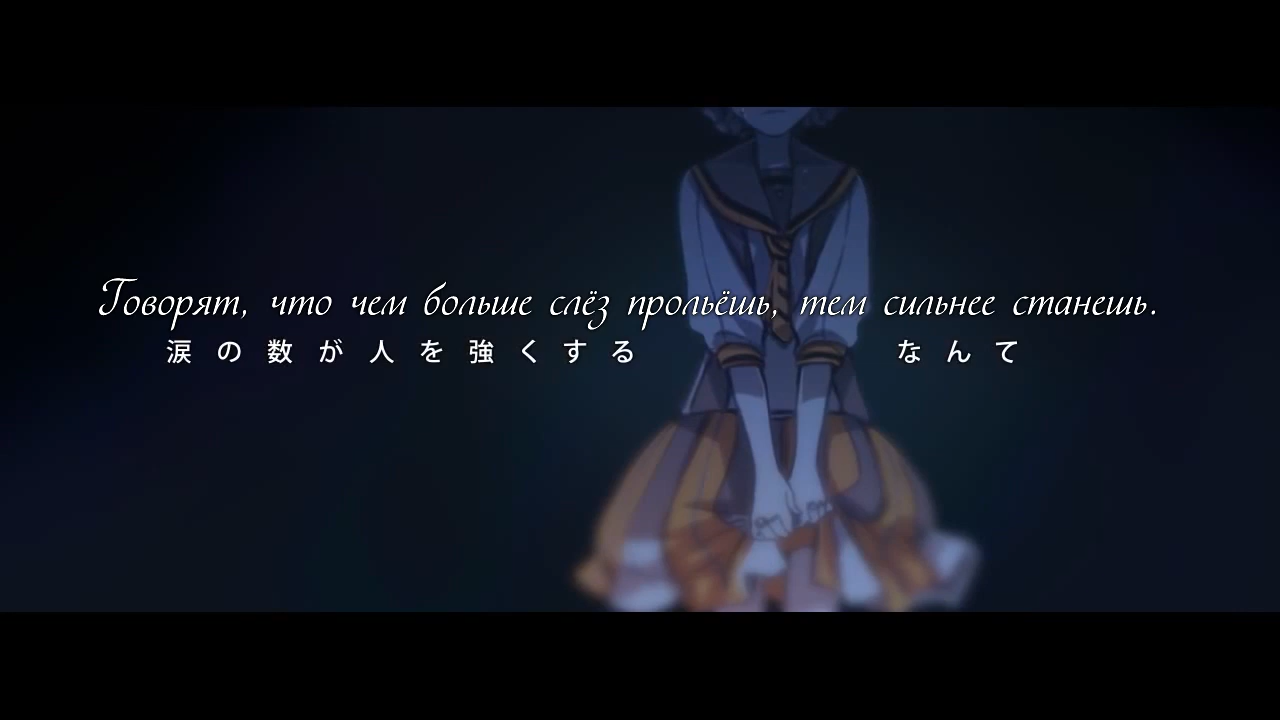 Говорят, что чем больше слёз прольёшь, тем сильнее станешь.
涙の数が人を強くする なんて